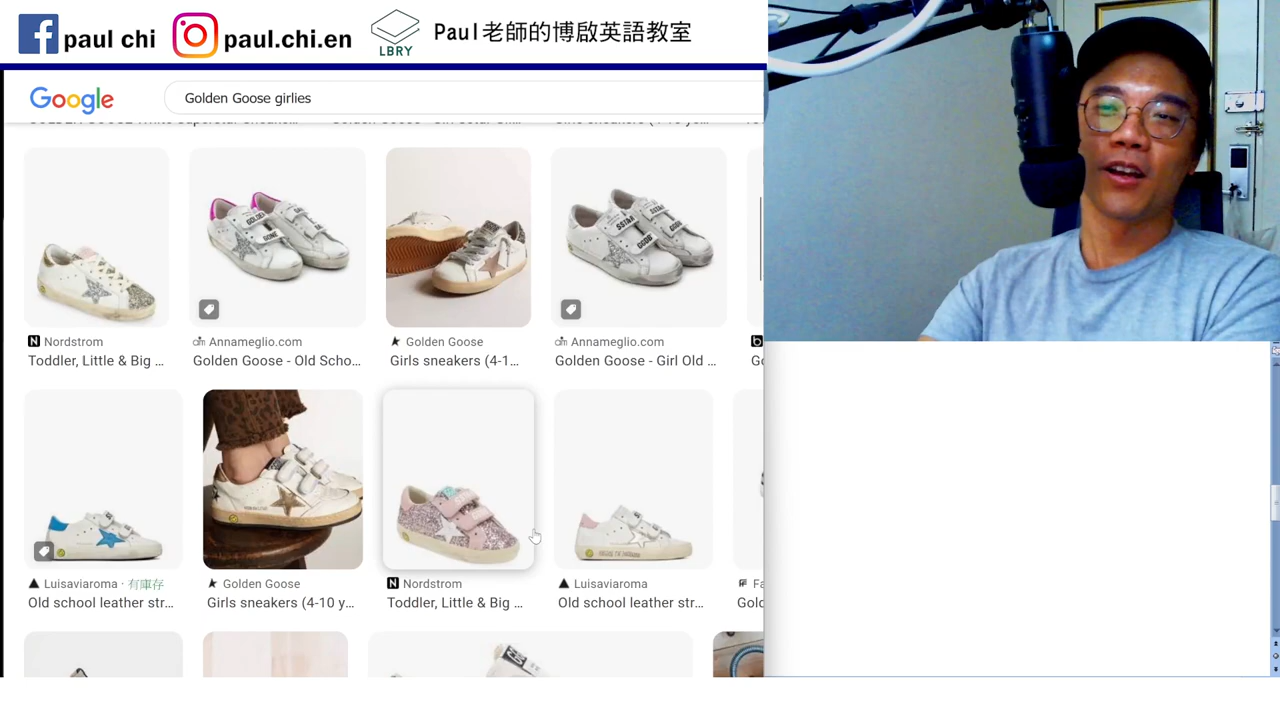 paul chi
paul.chi.en
LBRY
Paul老師的博啟英語教室
Google
Golden Goose girlies
Nordstrom
Toddler, Little & Big ...
Annameglio.com
Golden Goose - Old Scho...
Golden Goose
Girls sneakers (4-1...
Annameglio.com
Golden Goose - Girl Old ...
Luisaviaroma · 有庫存
Old school leather str...
Golden Goose
Girls sneakers (4-10 y...
Nordstrom
Toddler, Little & Big ...
Luisaviaroma
Old school leather str...